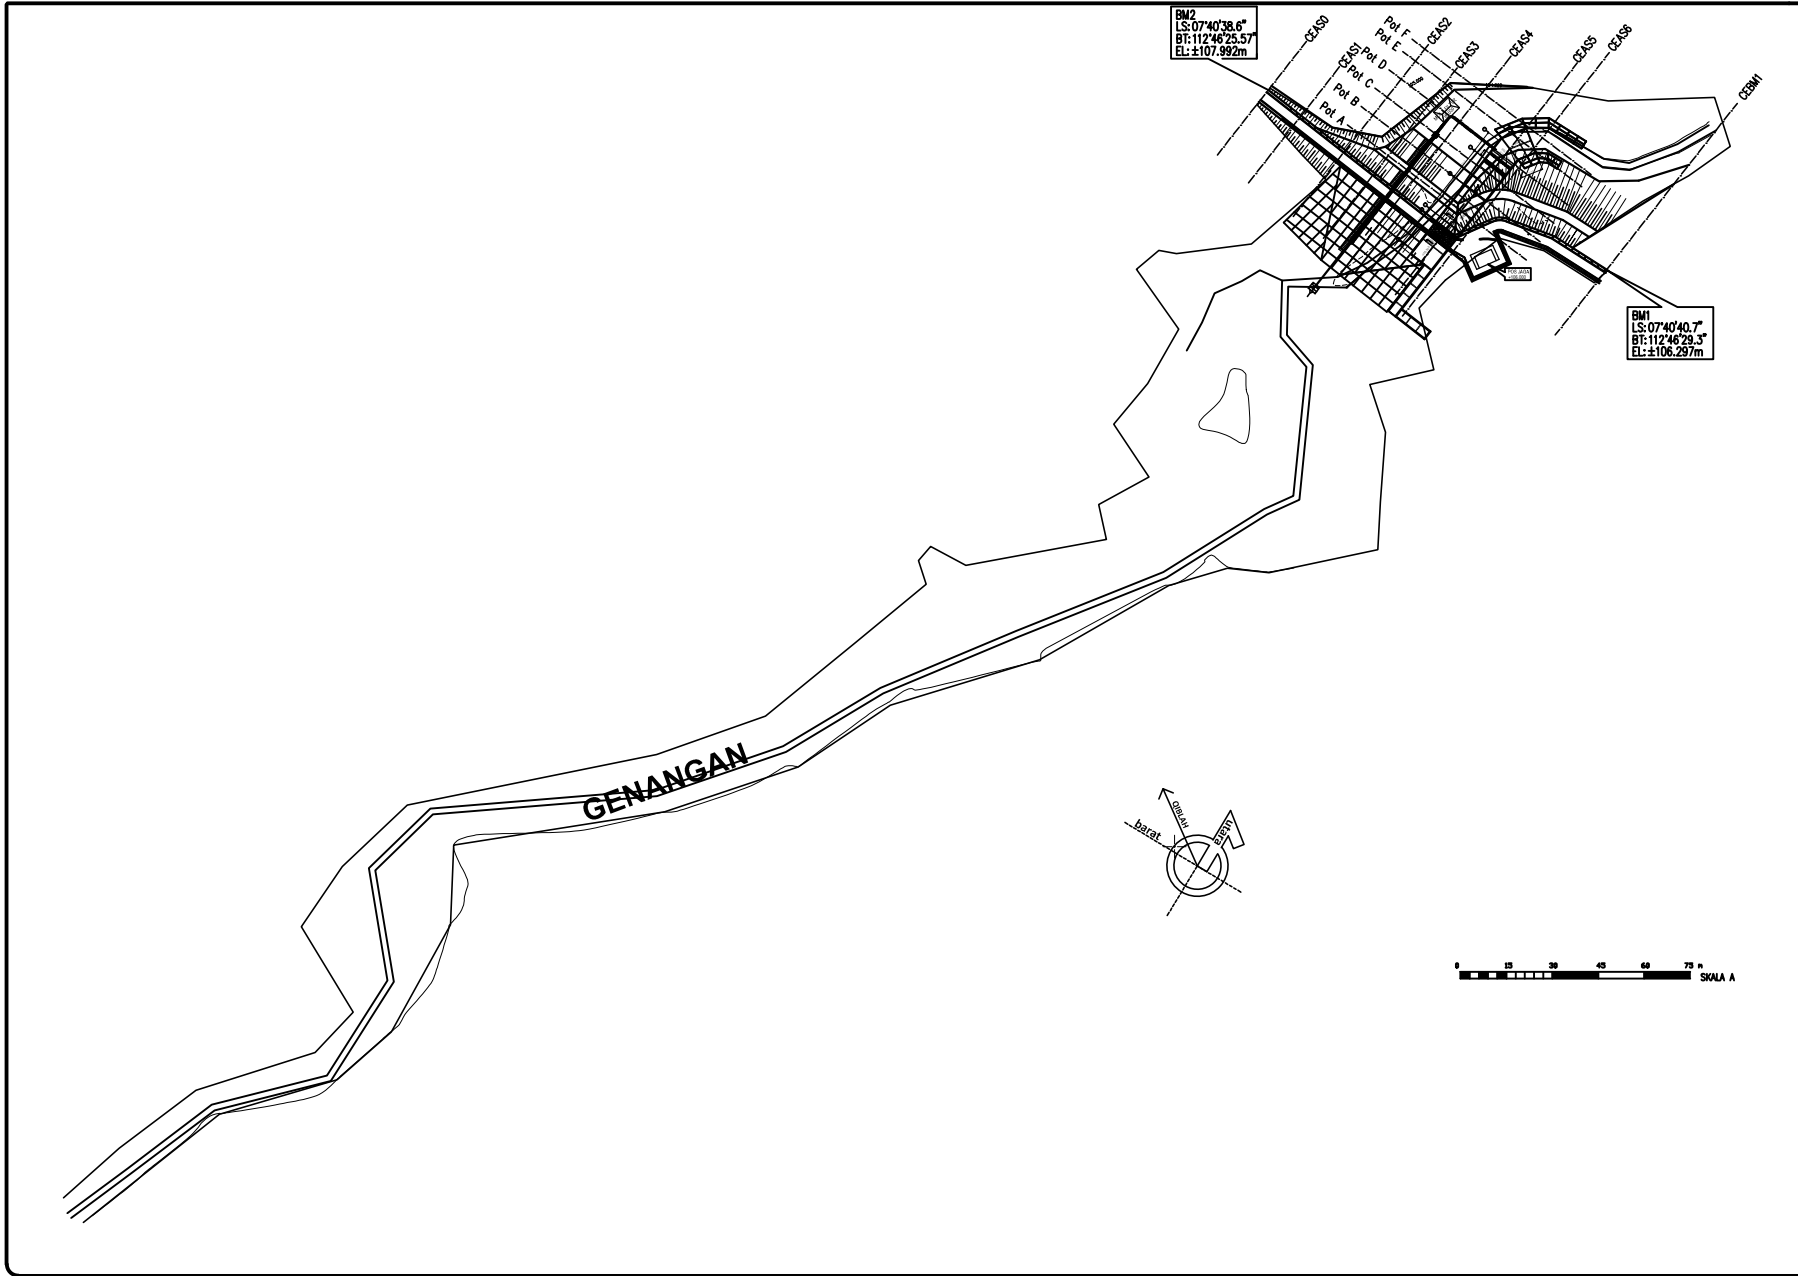 BM2
LS:07°40'38.6"
BT:112°46'25.57"
EL:±107.992m
CEAS0
CEAS1
CEAS2
CEAS3
CEAS4
CEAS5
CEAS6
CEBM1
Pot F
Pot E
Pot D
Pot C
Pot B
Pot A
POS JAGA
BM1
LS:07°40'40.7"
BT:112°46'29.3"
EL:±106.297m
GENANGAN
QIBLAH
barat
utara
0 15 30 45 60 75 m
SKALA A